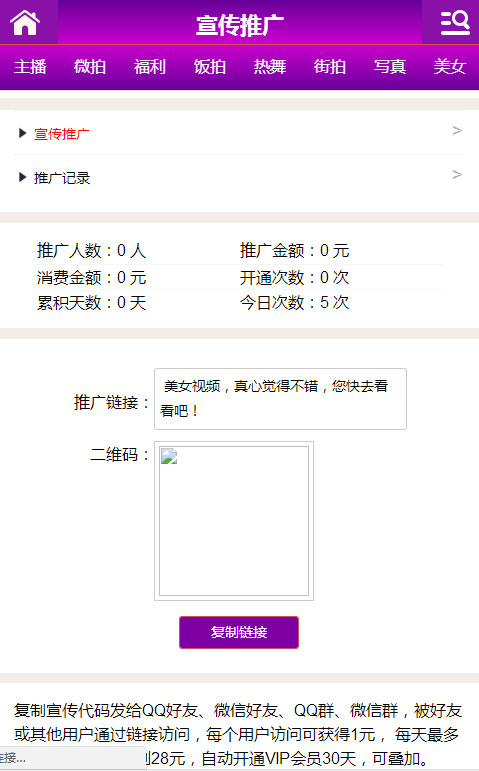 宣传推广
主播 微拍 福利 饭拍 热舞 街拍 写真 美女
宣传推广 >
推广记录 >
推广人数：0 人 推广金额：0 元
消费金额：0 元 开通次数：0 次
累积天数：0 天 今日次数：5 次
推广链接：
美女视频，真心觉得不错，您快去看
看吧！
二维码：
复制链接
复制宣传代码发给QQ好友、微信好友、QQ群、微信群，被好友
或其他用户通过链接访问，每个用户访问可获得1元， 每天最多
28元，自动开通VIP会员30天，可叠加。
连接...